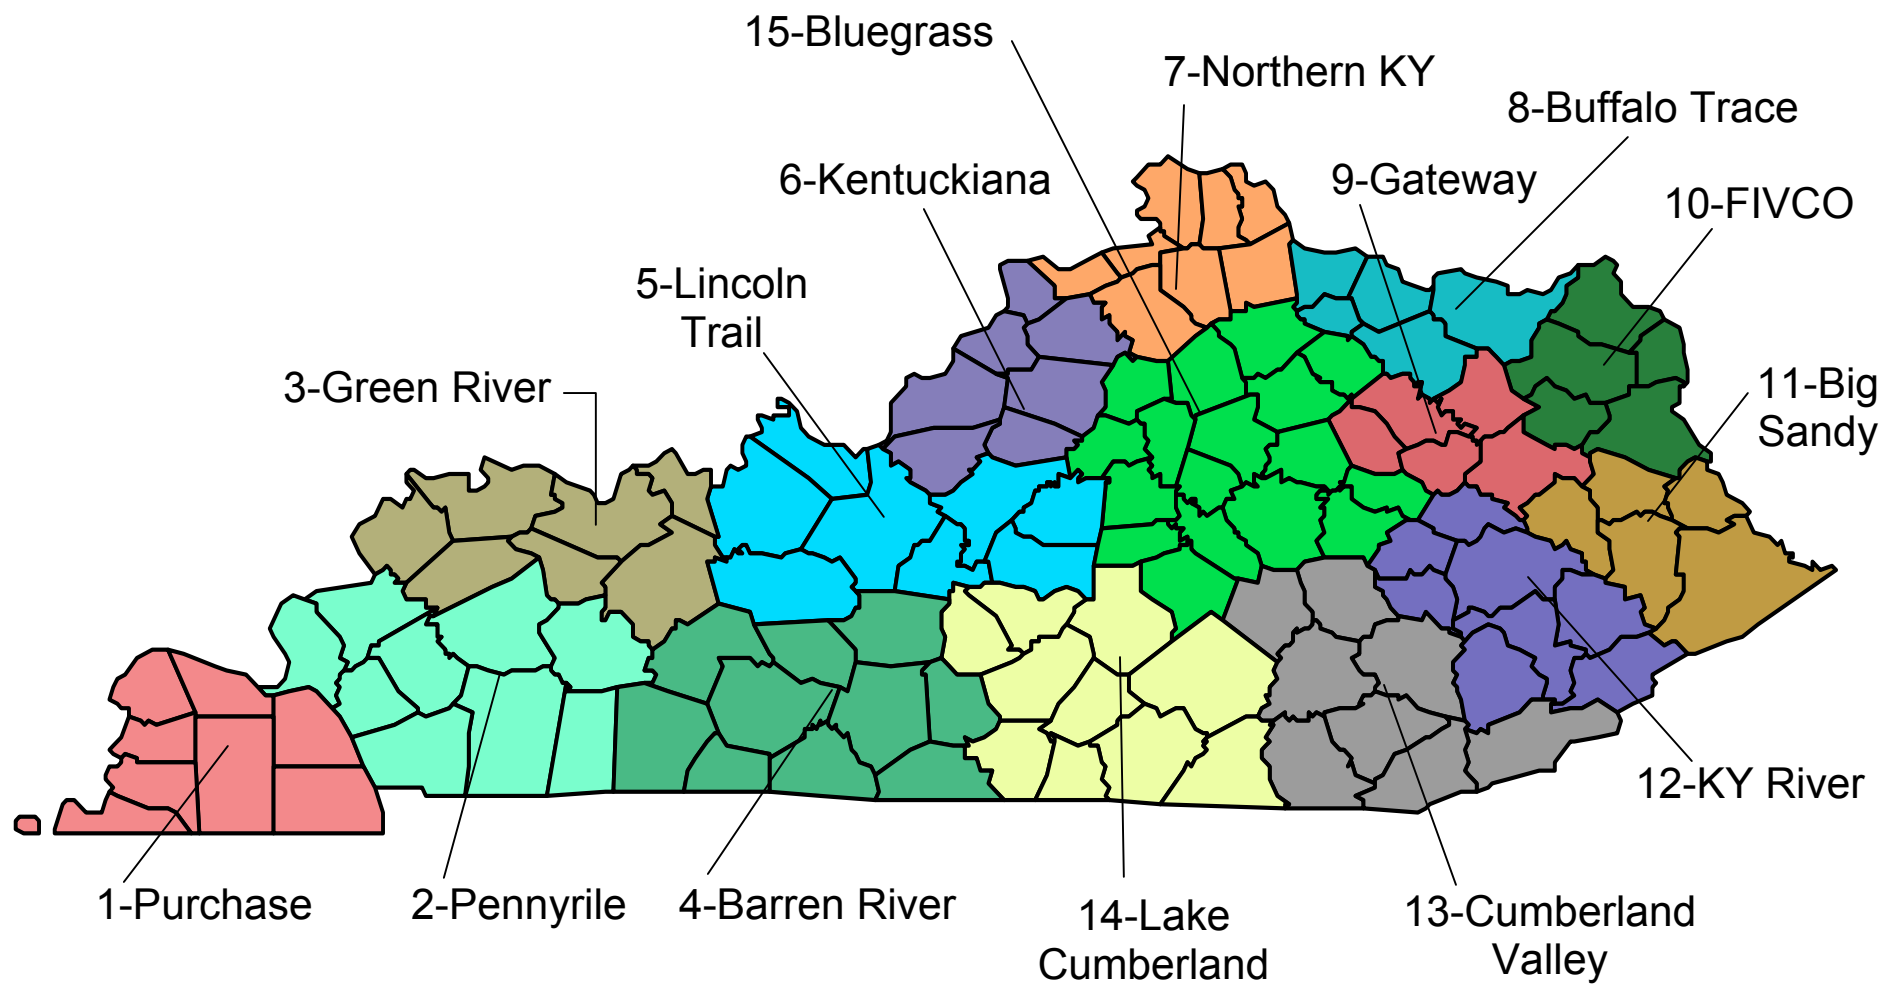 15-Bluegrass
7-Northern KY
8-Buffalo Trace
6-Kentuckiana
9-Gateway
10-FIVCO
5-Lincoln
Trail
3-Green River
11-Big
Sandy
12-KY River
1-Purchase
2-Pennyrile
4-Barren River
14-Lake
Cumberland
13-Cumberland
Valley